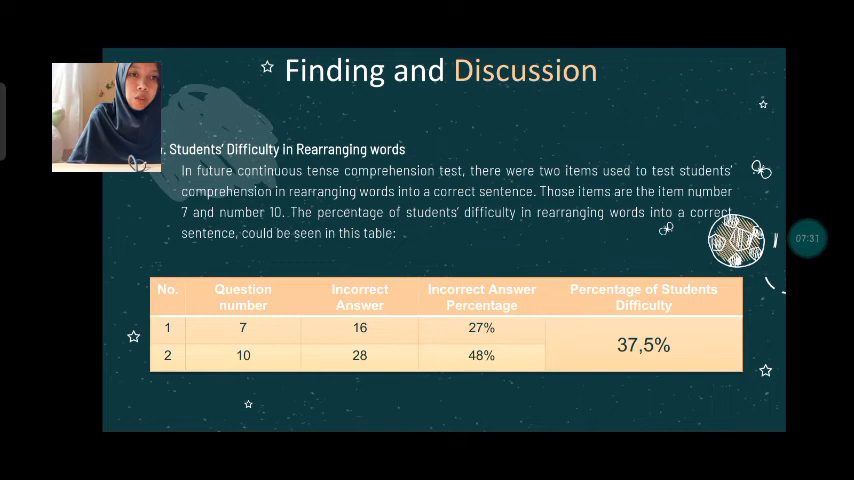 Finding and Discussion
. Students' Difficulty in Rearranging words
In future continuous tense comprehension test, there were two items used to test students'
comprehension in rearranging words into a correct sentence. Those items are the item number
7 and number 10. The percentage of students' difficulty in rearranging words into a correct
sentence, could be seen in this table:
07:31
No. Question number Incorrect Answer Incorrect Answer Percentage Percentage of Students Difficulty
1 7 16 27%
37,5%
2 10 28 48%